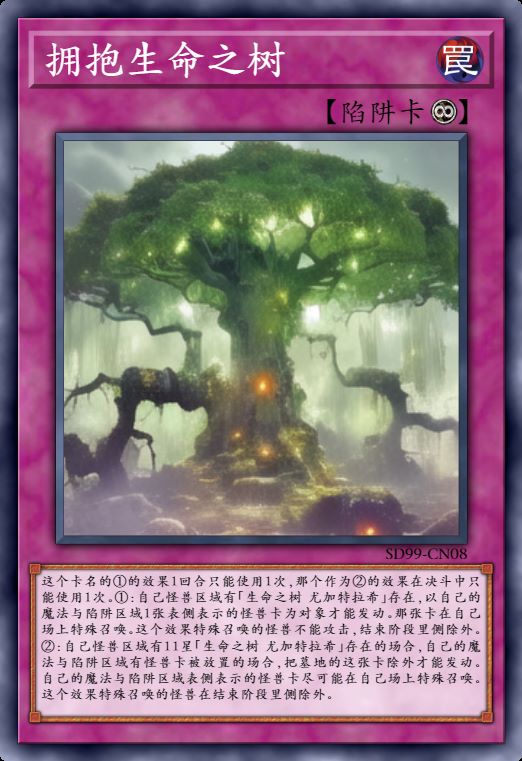 拥抱生命之树
罠
【陷阱卡】
SD99-CN08
这个卡名的①的效果1回合只能使用1次,那个作为②的效果在决斗中只
能使用1次。①:自己怪兽区域有「生命之树 尤加特拉希」存在,以自己的
魔法与陷阱区域1张表侧表示的怪兽卡为对象才能发动。那张卡在自己
场上特殊召唤。这个效果特殊召唤的怪兽不能攻击,结束阶段里侧除外。
②:自己怪兽区域有11星「生命之树 尤加特拉希」存在的场合,自己的魔
法与陷阱区域有怪兽卡被放置的场合,把墓地的这张卡除外才能发动。
自己的魔法与陷阱区域表侧表示的怪兽卡尽可能在自己场上特殊召唤。
这个效果特殊召唤的怪兽在结束阶段里侧除外。